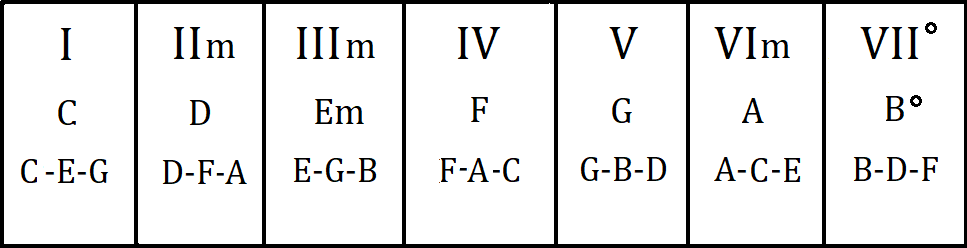 I IIm IIIm IV V VIm VII°
C D Em F G A B°
C-E-G D-F-A E-G-B F-A-C G-B-D A-C-E B-D-F